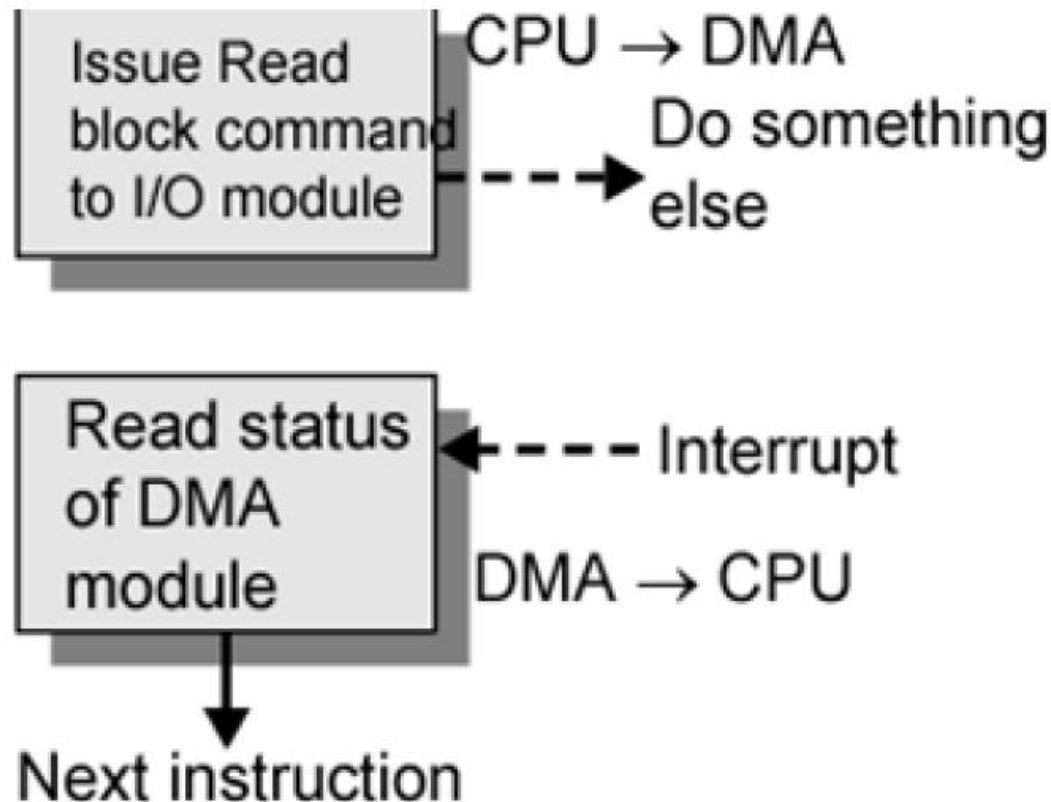 Issue Read
block command
to I/O module
CPU → DMA
Do something
else
Read status
of DMA
module
Interrupt
DMA → CPU
Next instruction